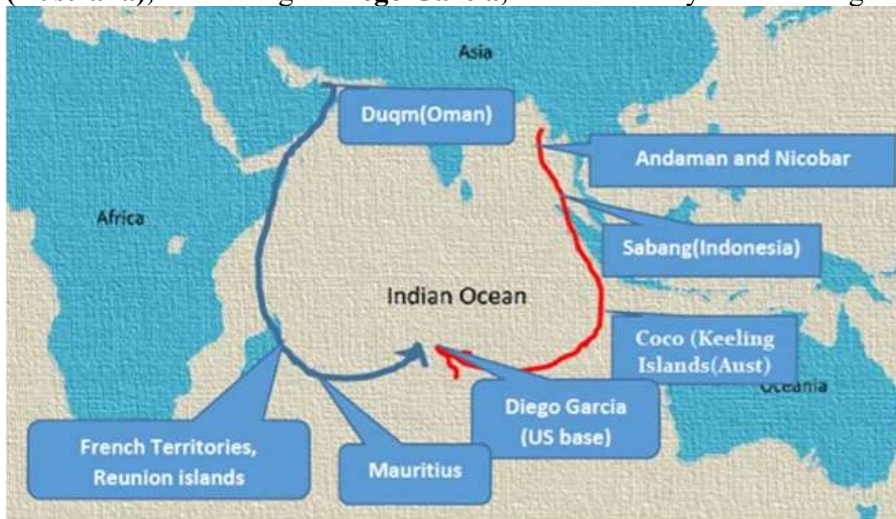 Asia
Duqm(Oman)
Andaman and Nicobar
Africa
Sabang(Indonesia)
Indian Ocean
Coco (Keeling
Islands(Aust)
Oceania
Diego Garcia
(US base)
French Territories,
Reunion islands
Mauritius